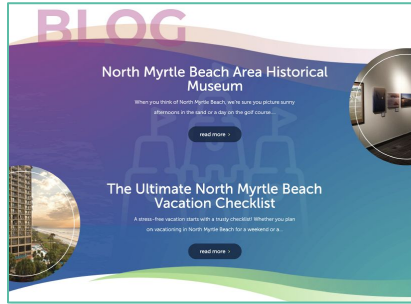 BLOG
North Myrtle Beach Area Historical
Museum
When you think of North Myrtle Beach, we're sure you picture sunny
afternoons in the sand or a day on the golf course...
read more ›
The Ultimate North Myrtle Beach
Vacation Checklist
A stress-free vacation starts with a trusty checklist! Whether you plan
on vacationing in North Myrtle Beach for a weekend or a...
read more ›